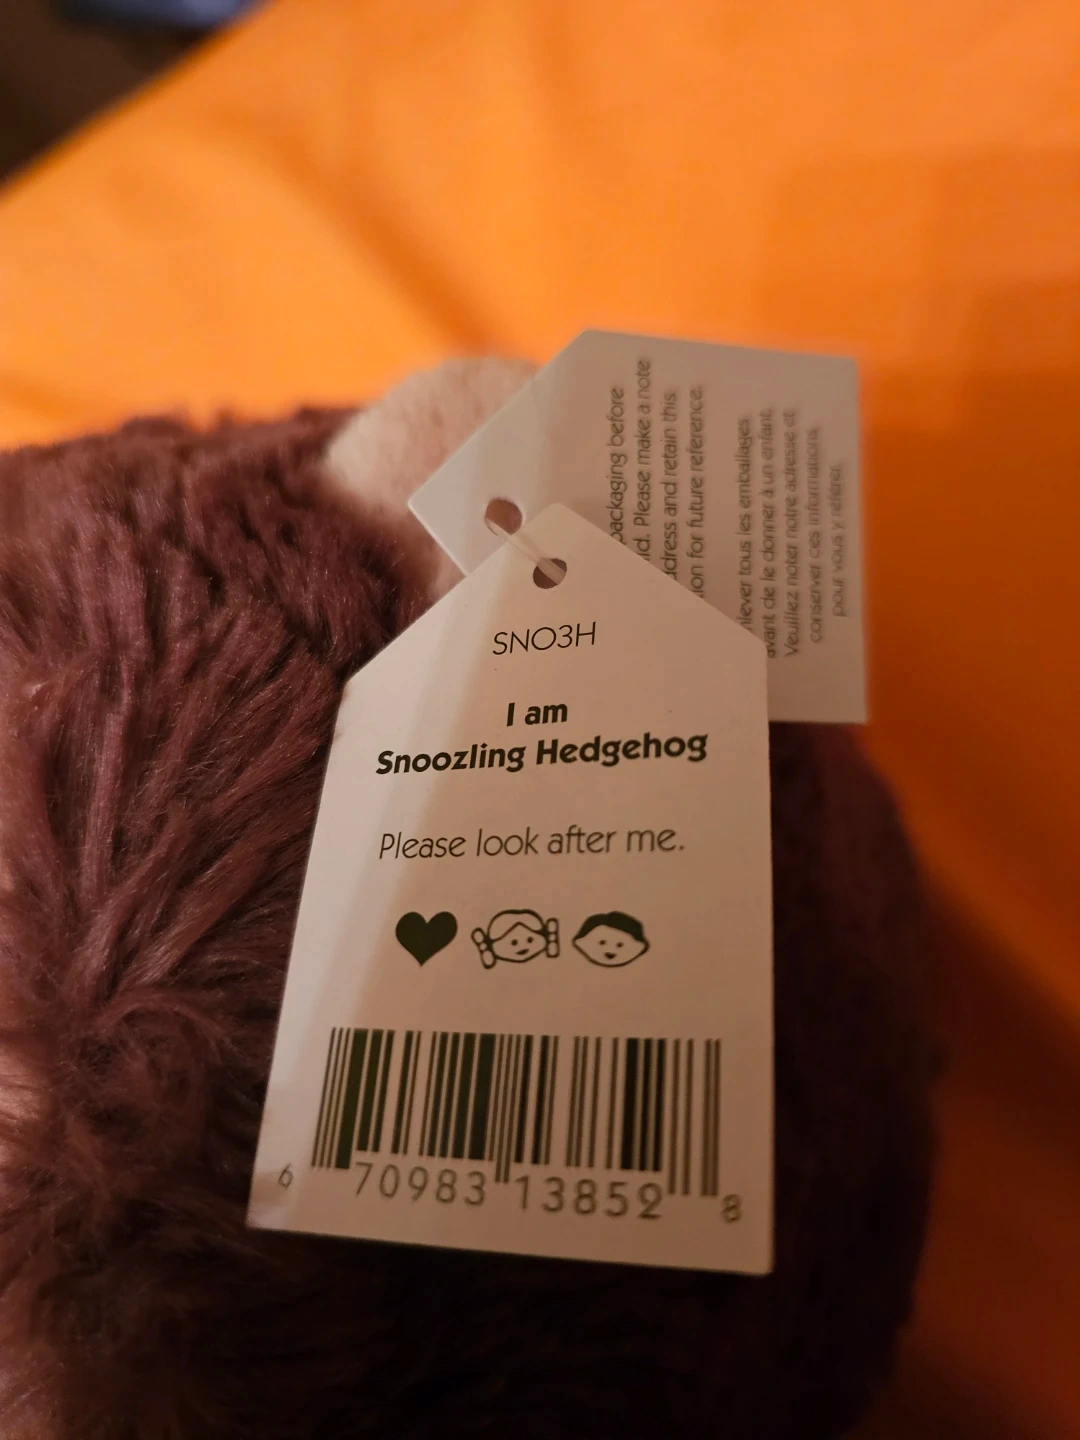 SNO3H
I am
Snoozling Hedgehog
Please look after me.
6 70983 13852 8
packaging before
Please make a note
and retain this
for future reference.
tous les emballages
avant de le donner à un enfant.
Veuillez noter notre adresse et
conserver ces informations
pour vous y référer.